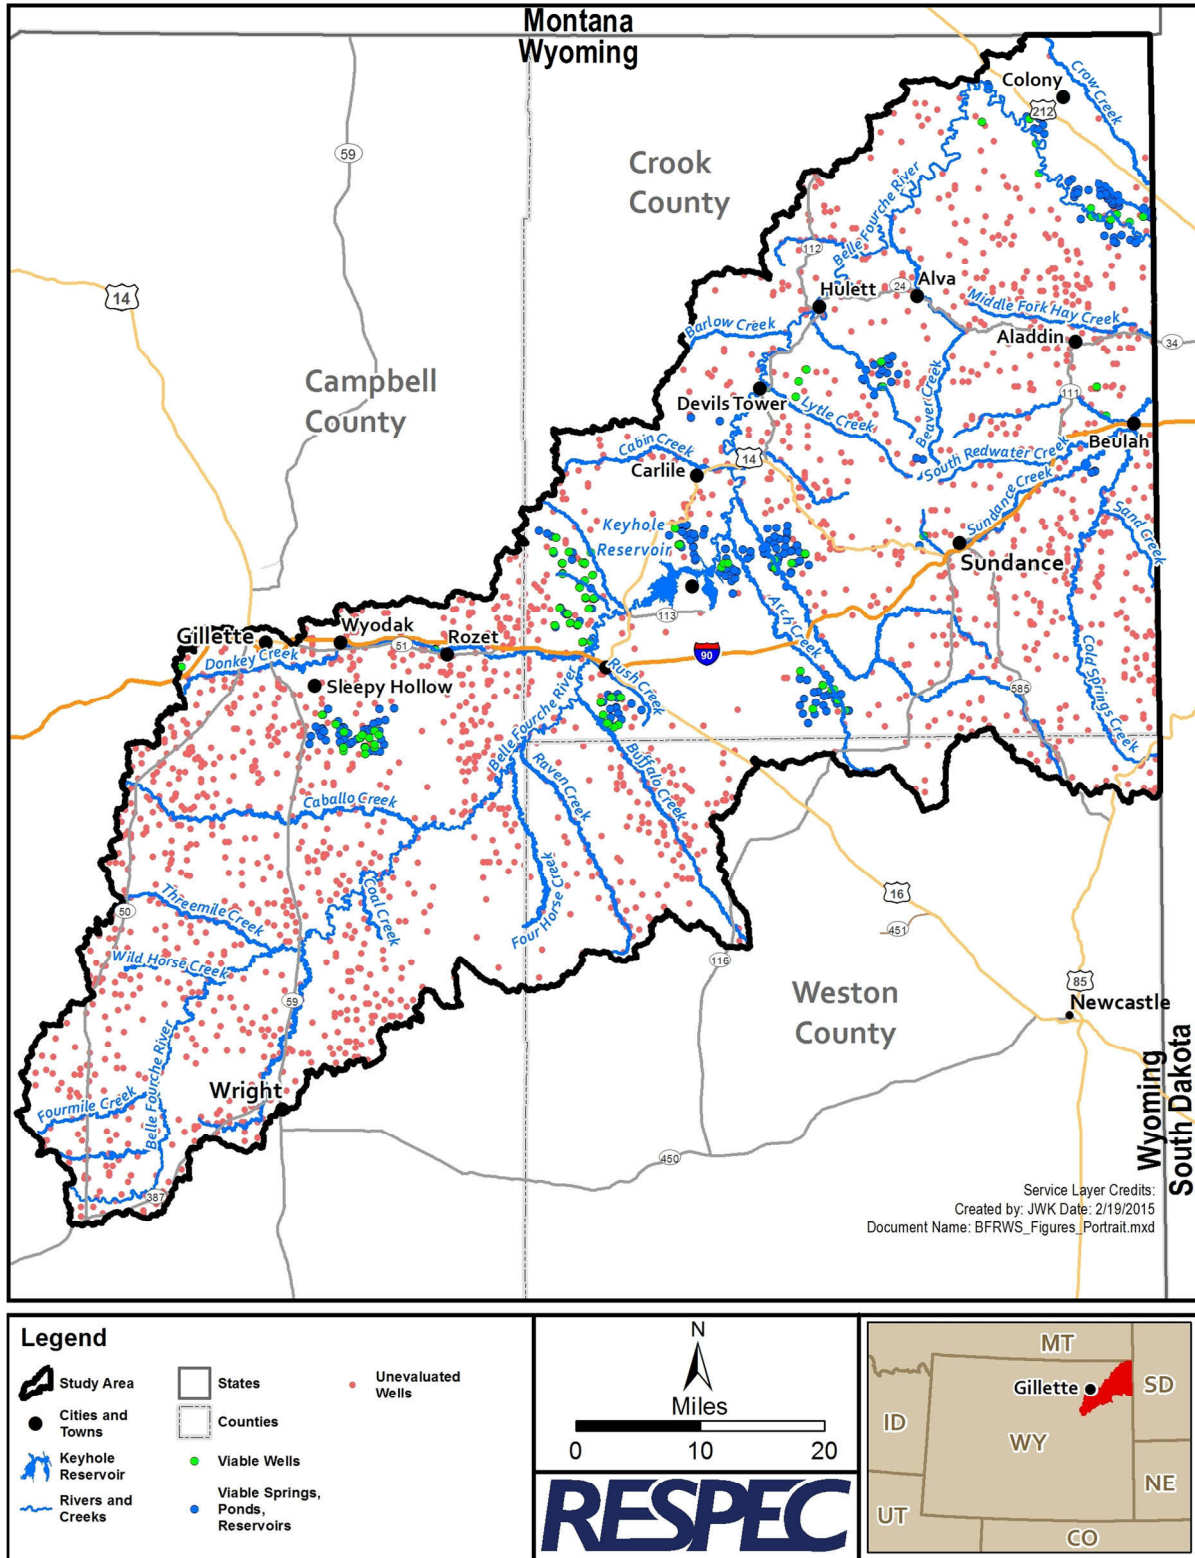 Montana
Wyoming
Colony
Crow Creek
212
59
Crook
County
Belle Fourche River
112
14
Hulett
24
Alva
Middle Fork Hay Creek
Barlow Creek
Aladdin
34
Campbell
County
Devils Tower
Lytle Creek
Beaver Creek
111
Beulah
Cabin Creek
14
South Redwater Creek
Carlile
Sundance Creek
Keyhole
Reservoir
Sand Creek
Sundance
Arch Creek
113
Gillette
Wyodak
Rozet
51
Donkey Creek
90
Rush Creek
Cold Springs Creek
Sleepy Hollow
585
Belle Fourche River
Buffalo Creek
Raven Creek
Caballo Creek
Four Horse Creek
Coal Creek
Threemile Creek
50
16
451
Wild Horse Creek
116
85
59
Weston
County
Newcastle
Belle Fourche River
Wright
Fourmile Creek
Wyoming
South Dakota
450
387
Service Layer Credits:
Created by: JWK Date: 2/19/2015
Document Name: BFRWS_Figures_Portrait.mxd
Legend
Study Area
Cities and
Towns
Keyhole
Reservoir
Rivers and
Creeks
States
Counties
Viable Wells
Viable Springs,
Ponds,
Reservoirs
Unevaluated
Wells
N
Miles
0 10 20
RESPEC
MT
Gillette
SD
ID
WY
NE
UT
CO